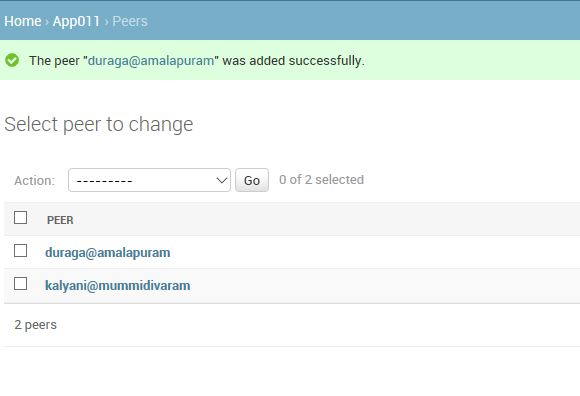 Home › App011 › Peers
The peer "duraga@amalapuram" was added successfully.
Select peer to change
Action: --------- Go 0 of 2 selected
PEER
duraga@amalapuram
kalyani@mummidivaram
2 peers